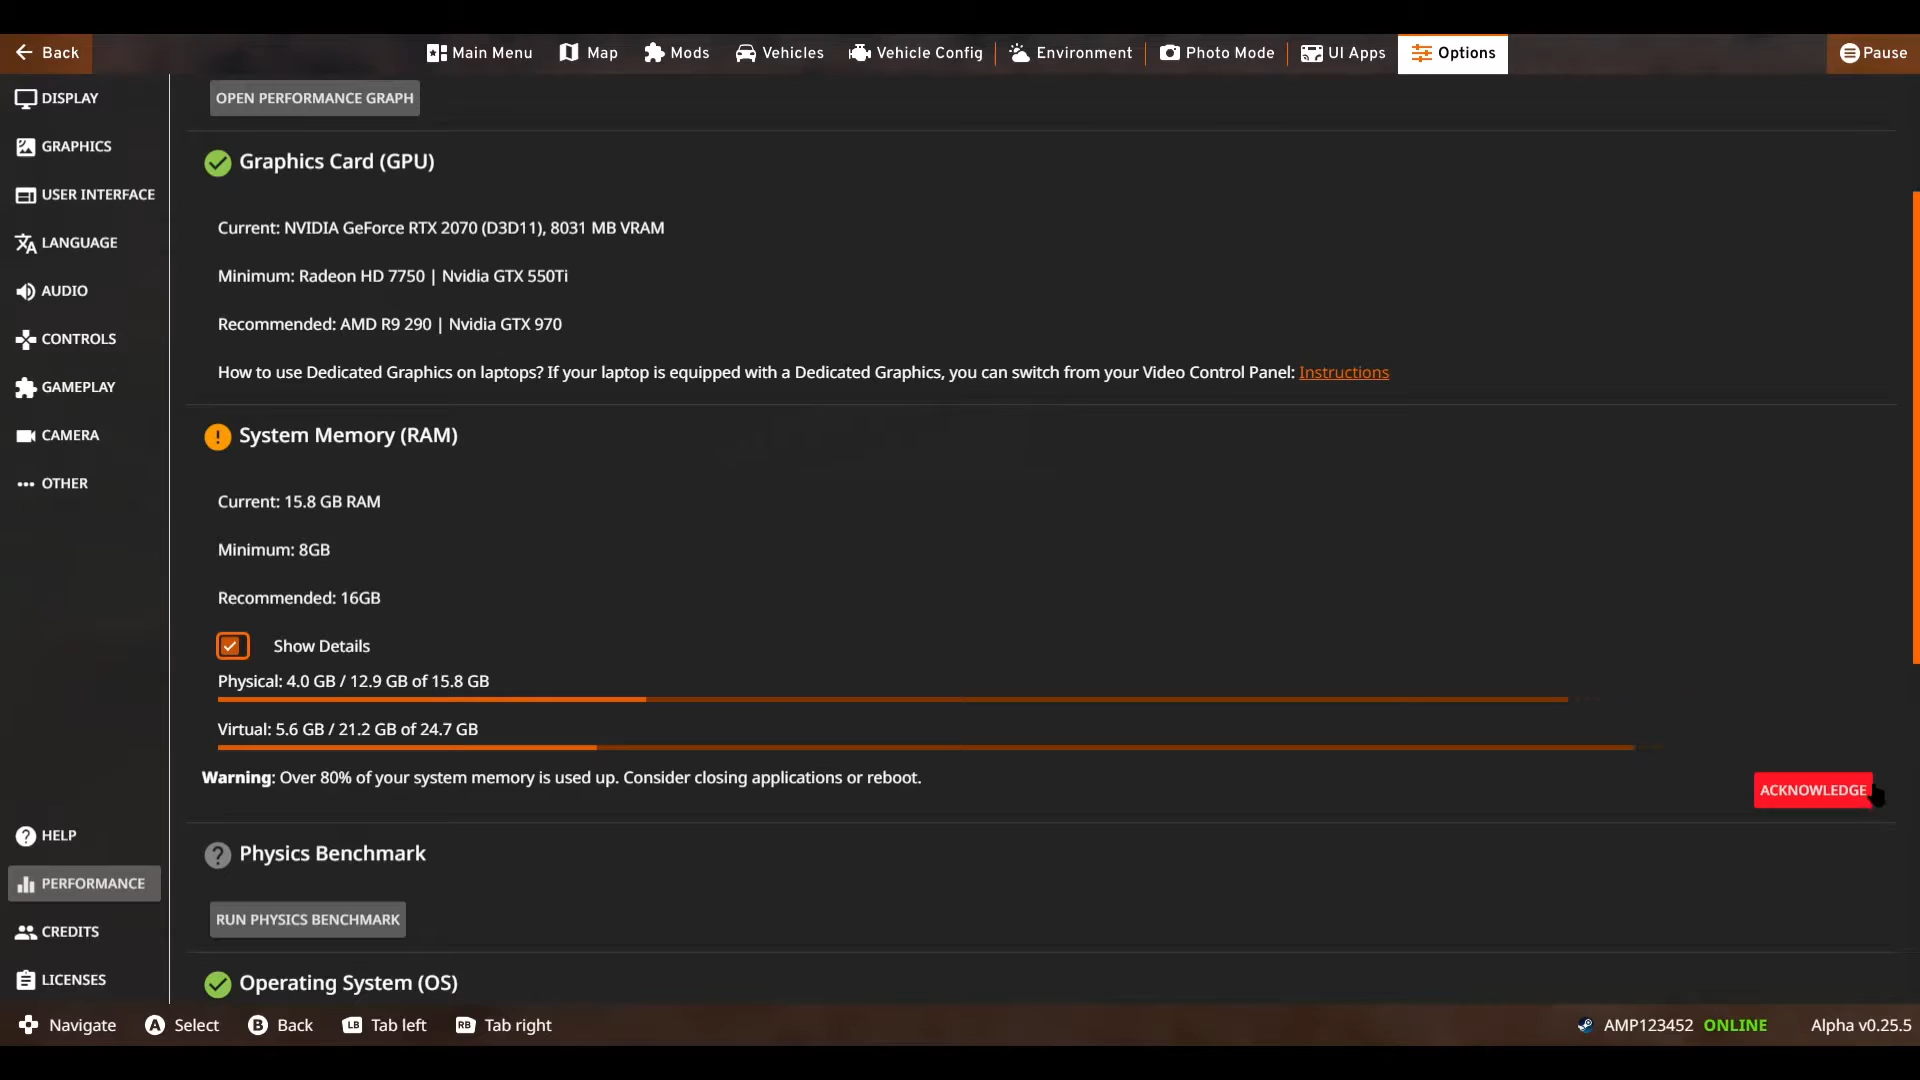 Back
Main Menu
Map
Mods
Vehicles
Vehicle Config
Environment
Photo Mode
UI Apps
Options
Pause
DISPLAY
GRAPHICS
USER INTERFACE
LANGUAGE
AUDIO
CONTROLS
GAMEPLAY
CAMERA
OTHER
HELP
PERFORMANCE
CREDITS
LICENSES
OPEN PERFORMANCE GRAPH
Graphics Card (GPU)
Current: NVIDIA GeForce RTX 2070 (D3D11), 8031 MB VRAM
Minimum: Radeon HD 7750 | Nvidia GTX 550Ti
Recommended: AMD R9 290 | Nvidia GTX 970
How to use Dedicated Graphics on laptops? If your laptop is equipped with a Dedicated Graphics, you can switch from your Video Control Panel: Instructions
System Memory (RAM)
Current: 15.8 GB RAM
Minimum: 8GB
Recommended: 16GB
Show Details
Physical: 4.0 GB / 12.9 GB of 15.8 GB
Virtual: 5.6 GB / 21.2 GB of 24.7 GB
Warning: Over 80% of your system memory is used up. Consider closing applications or reboot.
ACKNOWLEDGE
Physics Benchmark
RUN PHYSICS BENCHMARK
Operating System (OS)
Navigate
A Select
B Back
LB Tab left
RB Tab right
AMP123452 ONLINE
Alpha v0.25.5